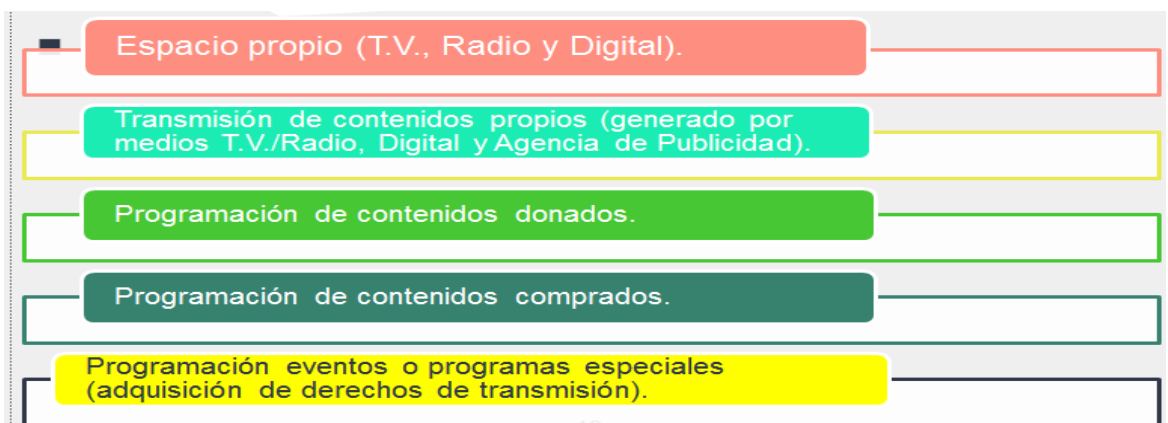 Espacio propio (T.V., Radio y Digital).
Transmisión de contenidos propios (generado por
medios T.V./Radio, Digital y Agencia de Publicidad).
Programación de contenidos donados.
Programación de contenidos comprados.
Programación eventos o programas especiales
(adquisición de derechos de transmisión).